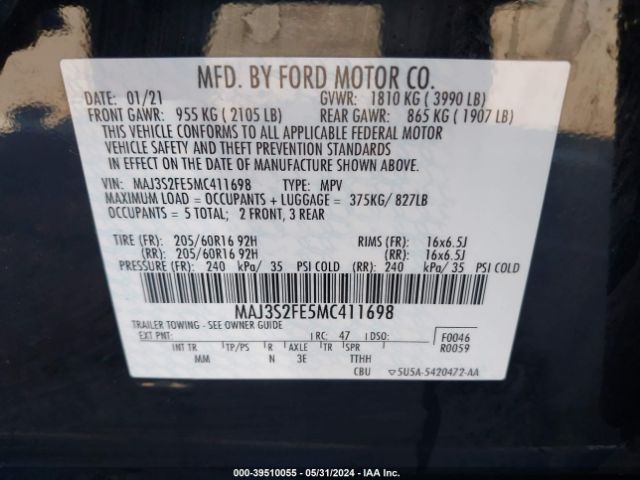 MFD. BY FORD MOTOR CO.
DATE: 01/21 GVWR: 1810 KG ( 3990 LB)
FRONT GAWR: 955 KG ( 2105 LB) REAR GAWR: 865 KG ( 1907 LB)
THIS VEHICLE CONFORMS TO ALL APPLICABLE FEDERAL MOTOR
VEHICLE SAFETY AND THEFT PREVENTION STANDARDS
IN EFFECT ON THE DATE OF MANUFACTURE SHOWN ABOVE.
VIN: MAJ3S2FE5MC411698 TYPE: MPV
MAXIMUM LOAD = OCCUPANTS + LUGGAGE = 375KG/ 827LB
OCCUPANTS = 5 TOTAL; 2 FRONT, 3 REAR
TIRE (FR): 205/60R16 92H RIMS (FR): 16x6.5J
(RR): 205/60R16 92H (RR): 16x6.5J
PRESSURE (FR): 240 kPa/ 35 PSI COLD (RR): 240 kPa/ 35 PSI COLD
MAJ3S2FE5MC411698
TRAILER TOWING - SEE OWNER GUIDE
EXT PNT: RC: 47 DSO: F0046
R0059
INT TR TP/PS R AXLE TR SPR
MM N 3E TTHH
CBU ▽5U5A-5420472-AA
000-39510055 - 05/31/2024 - IAA Inc.